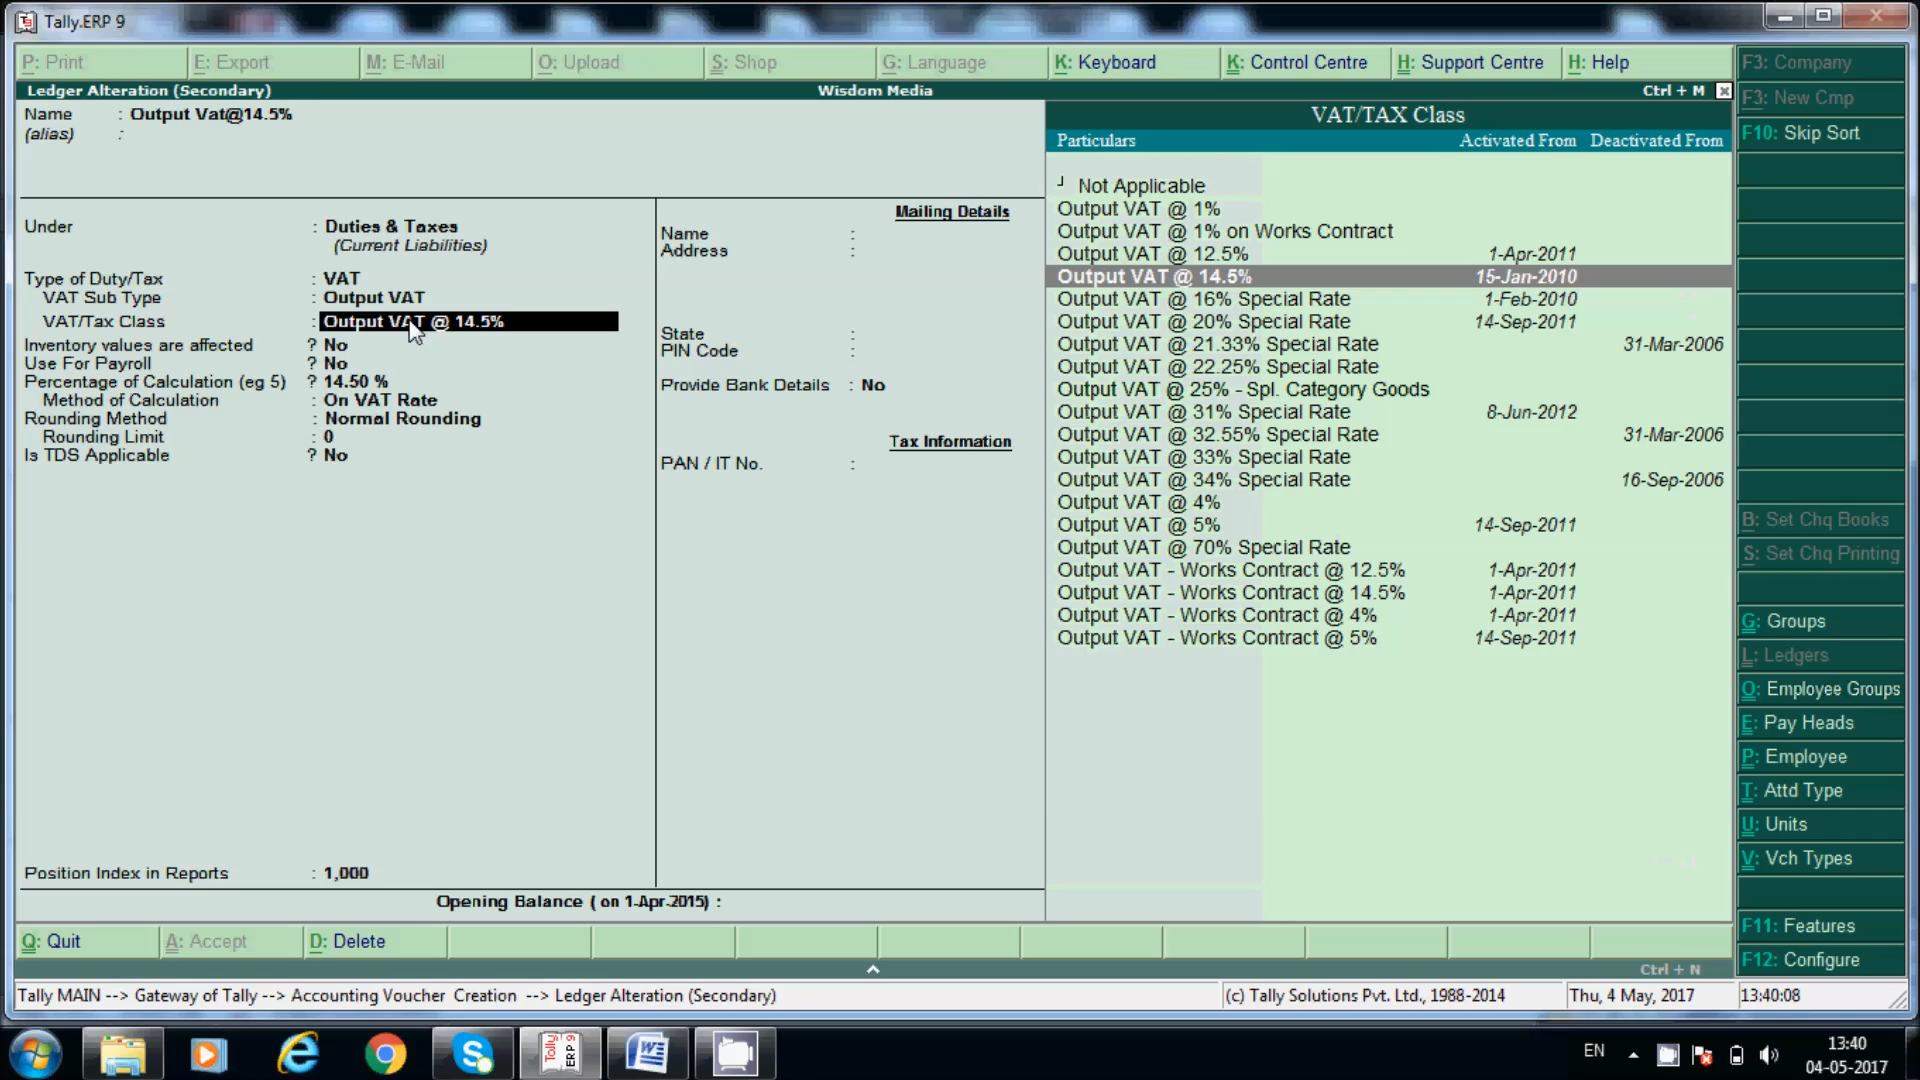 Tally.ERP 9
P: Print E: Export M: E-Mail O: Upload S: Shop G: Language K: Keyboard K: Control Centre H: Support Centre H: Help
Ledger Alteration (Secondary) Wisdom Media Ctrl + M
Name : Output Vat@14.5%
(alias) :
Under : Duties & Taxes
(Current Liabilities)
Type of Duty/Tax : VAT
VAT Sub Type : Output VAT
VAT/Tax Class : Output VAT @ 14.5%
Inventory values are affected ? No
Use For Payroll ? No
Percentage of Calculation (eg 5) ? 14.50 %
Method of Calculation : On VAT Rate
Rounding Method : Normal Rounding
Rounding Limit : 0
Is TDS Applicable ? No
Position Index in Reports : 1,000
Mailing Details
Name :
Address :
State :
PIN Code :
Provide Bank Details : No
Tax Information
PAN / IT No. :
Opening Balance ( on 1-Apr-2015) :
VAT/TAX Class
Particulars Activated From Deactivated From
Not Applicable
Output VAT @ 1%
Output VAT @ 1% on Works Contract
Output VAT @ 12.5% 1-Apr-2011
Output VAT @ 14.5% 15-Jan-2010
Output VAT @ 16% Special Rate 1-Feb-2010
Output VAT @ 20% Special Rate 14-Sep-2011
Output VAT @ 21.33% Special Rate 31-Mar-2006
Output VAT @ 22.25% Special Rate
Output VAT @ 25% - Spl. Category Goods
Output VAT @ 31% Special Rate 8-Jun-2012
Output VAT @ 32.55% Special Rate 31-Mar-2006
Output VAT @ 33% Special Rate
Output VAT @ 34% Special Rate 16-Sep-2006
Output VAT @ 4%
Output VAT @ 5% 14-Sep-2011
Output VAT @ 70% Special Rate
Output VAT - Works Contract @ 12.5% 1-Apr-2011
Output VAT - Works Contract @ 14.5% 1-Apr-2011
Output VAT - Works Contract @ 4% 1-Apr-2011
Output VAT - Works Contract @ 5% 14-Sep-2011
F3: Company
F3: New Cmp
F10: Skip Sort
B: Set Chq Books
S: Set Chq Printing
G: Groups
L: Ledgers
O: Employee Groups
E: Pay Heads
P: Employee
T: Attd Type
U: Units
V: Vch Types
F11: Features
F12: Configure
Q: Quit A: Accept D: Delete
Ctrl + N
Tally MAIN --> Gateway of Tally --> Accounting Voucher Creation --> Ledger Alteration (Secondary) (c) Tally Solutions Pvt. Ltd., 1988-2014 Thu, 4 May, 2017 13:40:08
Tally ERP 9
EN 13:40
04-05-2017